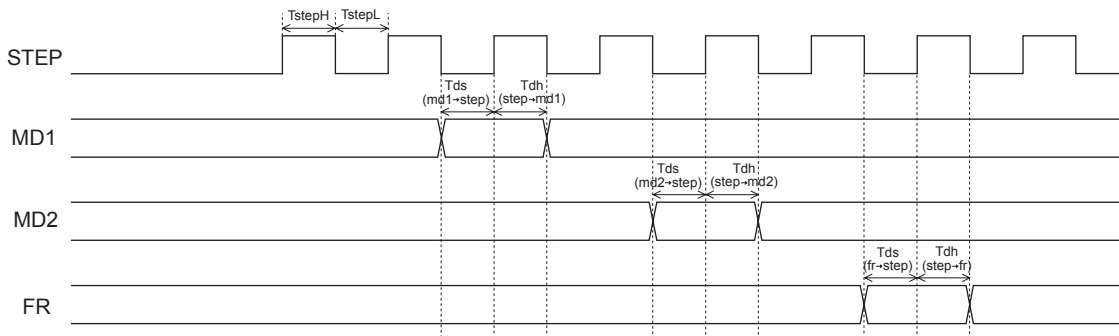 TstepH TstepL
STEP
Tds Tdh
(md1→step) (step→md1)
MD1
Tds Tdh
(md2→step) (step→md2)
MD2
Tds Tdh
(fr→step) (step→fr)
FR